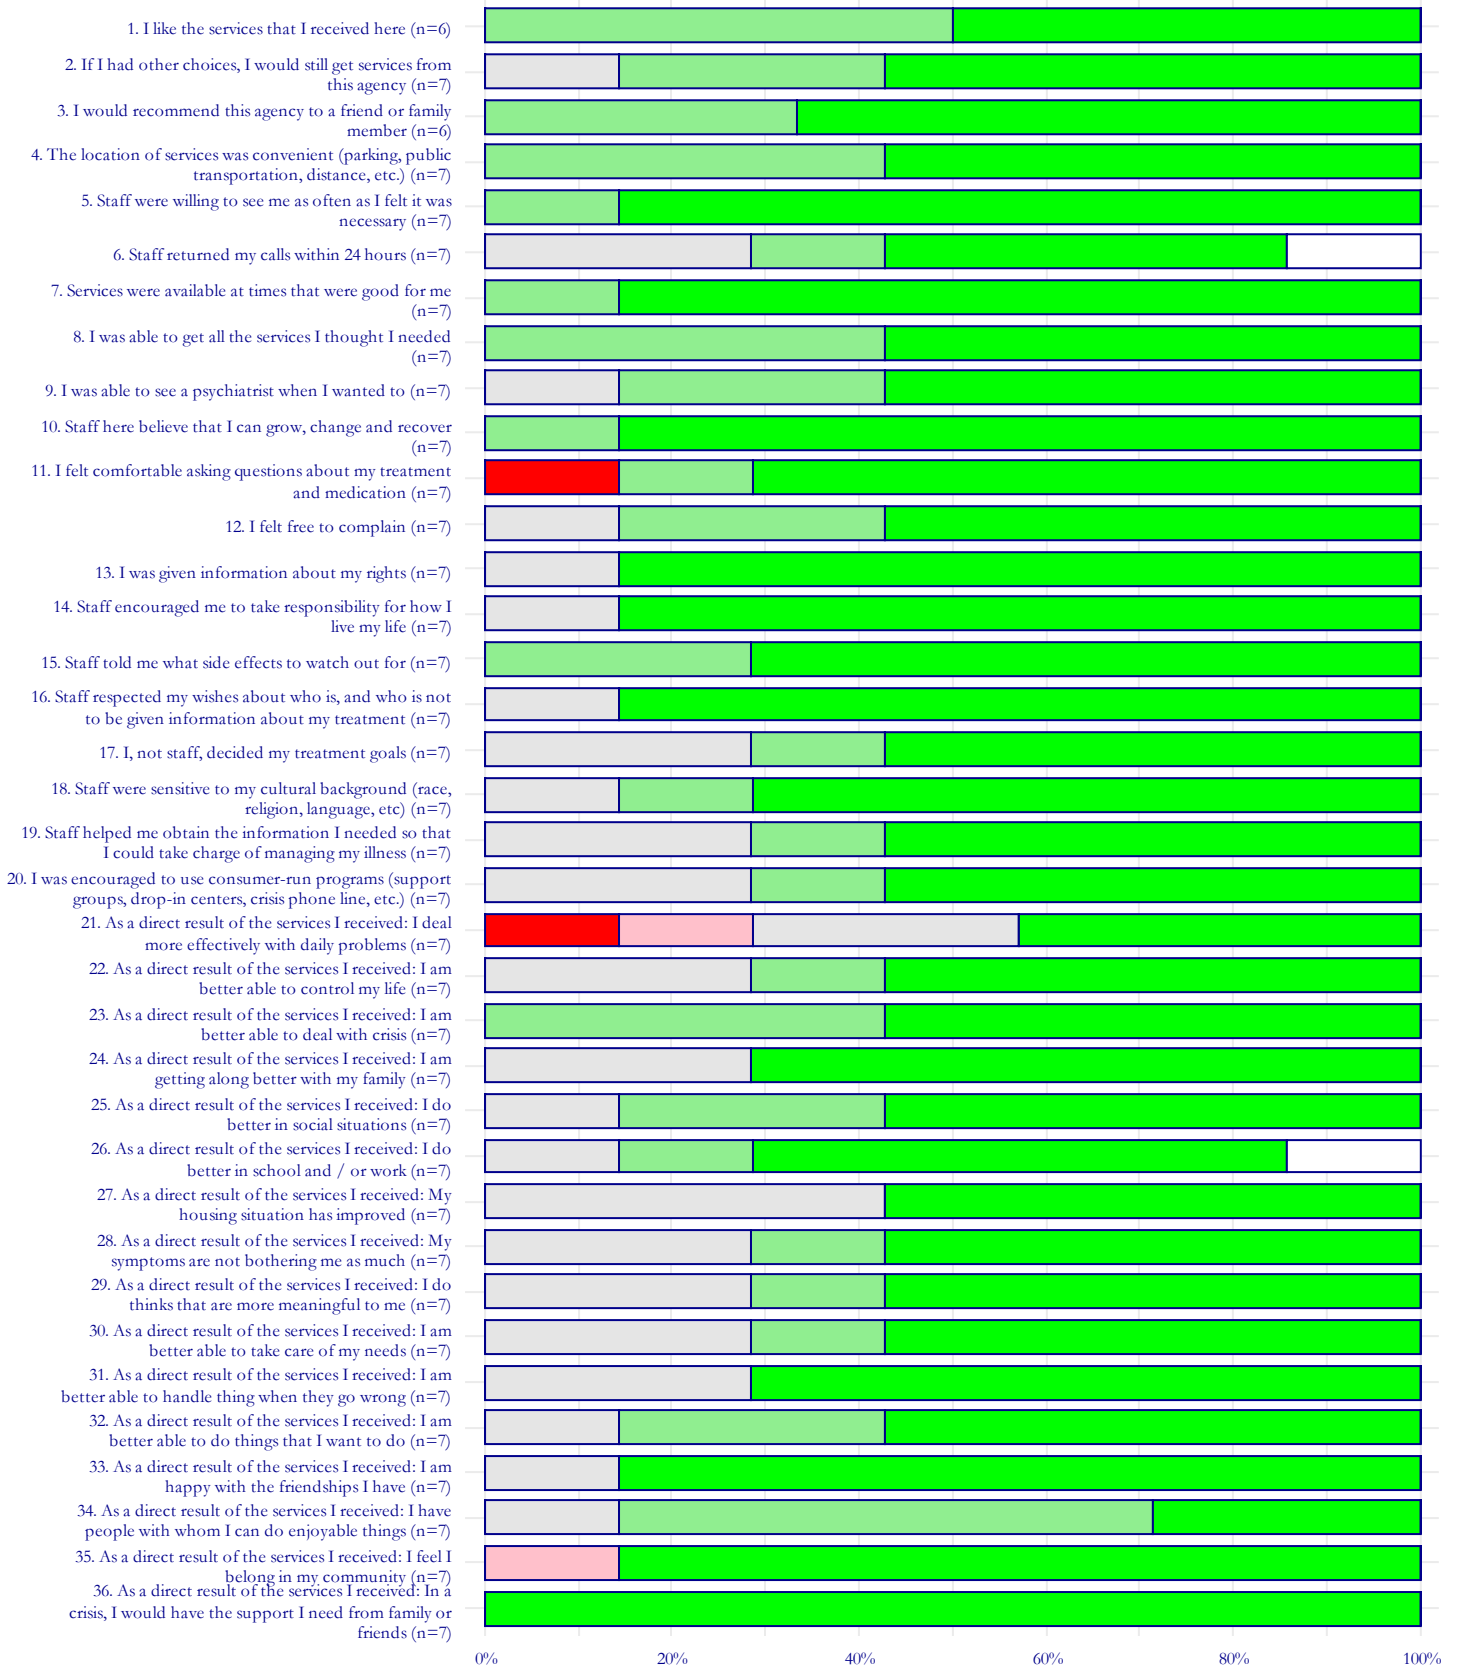 1. I like the services that I received here (n=6)
2. If I had other choices, I would still get services from
this agency (n=7)
3. I would recommend this agency to a friend or family
member (n=6)
4. The location of services was convenient (parking, public
transportation, distance, etc.) (n=7)
5. Staff were willing to see me as often as I felt it was
necessary (n=7)
6. Staff returned my calls within 24 hours (n=7)
7. Services were available at times that were good for me
(n=7)
8. I was able to get all the services I thought I needed
(n=7)
9. I was able to see a psychiatrist when I wanted to (n=7)
10. Staff here believe that I can grow, change and recover
(n=7)
11. I felt comfortable asking questions about my treatment
and medication (n=7)
12. I felt free to complain (n=7)
13. I was given information about my rights (n=7)
14. Staff encouraged me to take responsibility for how I
live my life (n=7)
15. Staff told me what side effects to watch out for (n=7)
16. Staff respected my wishes about who is, and who is not
to be given information about my treatment (n=7)
17. I, not staff, decided my treatment goals (n=7)
18. Staff were sensitive to my cultural background (race,
religion, language, etc) (n=7)
19. Staff helped me obtain the information I needed so that
I could take charge of managing my illness (n=7)
20. I was encouraged to use consumer-run programs (support
groups, drop-in centers, crisis phone line, etc.) (n=7)
21. As a direct result of the services I received: I deal
more effectively with daily problems (n=7)
22. As a direct result of the services I received: I am
better able to control my life (n=7)
23. As a direct result of the services I received: I am
better able to deal with crisis (n=7)
24. As a direct result of the services I received: I am
getting along better with my family (n=7)
25. As a direct result of the services I received: I do
better in social situations (n=7)
26. As a direct result of the services I received: I do
better in school and / or work (n=7)
27. As a direct result of the services I received: My
housing situation has improved (n=7)
28. As a direct result of the services I received: My
symptoms are not bothering me as much (n=7)
29. As a direct result of the services I received: I do
thinks that are more meaningful to me (n=7)
30. As a direct result of the services I received: I am
better able to take care of my needs (n=7)
31. As a direct result of the services I received: I am
better able to handle thing when they go wrong (n=7)
32. As a direct result of the services I received: I am
better able to do things that I want to do (n=7)
33. As a direct result of the services I received: I am
happy with the friendships I have (n=7)
34. As a direct result of the services I received: I have
people with whom I can do enjoyable things (n=7)
35. As a direct result of the services I received: I feel I
belong in my community (n=7)
36. As a direct result of the services I received: In a
crisis, I would have the support I need from family or
friends (n=7)
0% 20% 40% 60% 80% 100%